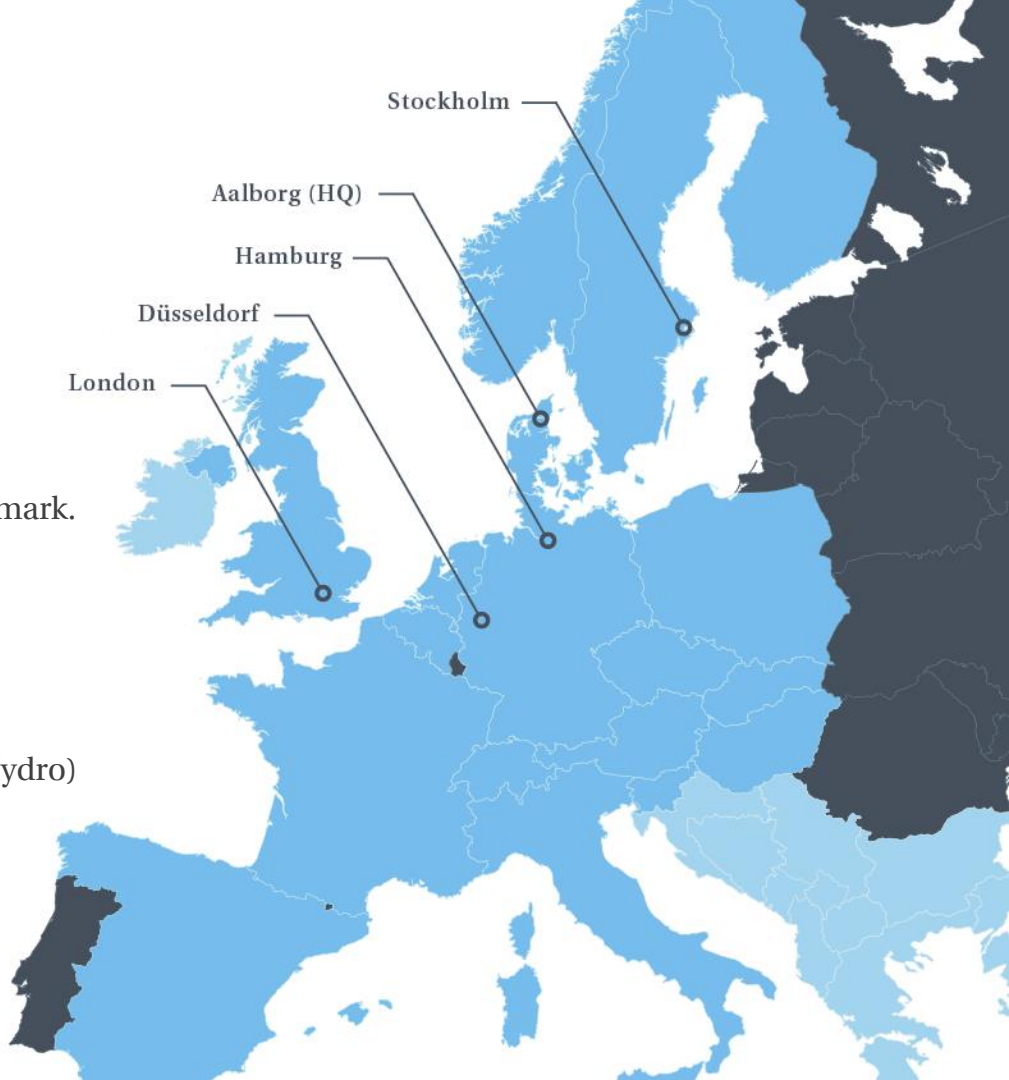 Stockholm
Aalborg (HQ)
Hamburg
Düsseldorf
London
mark.
ydro)